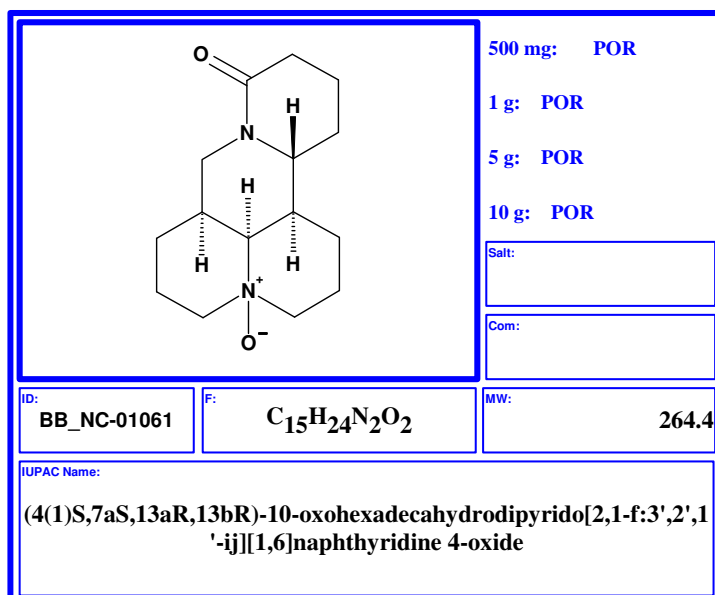 O
H
N
H
H
H
N+
O−
500 mg: POR
1 g: POR
5 g: POR
10 g: POR
Salt:
Com:
ID:
BB_NC-01061
F:
C15H24N2O2
MW:
264.4
IUPAC Name:
(4(1)S,7aS,13aR,13bR)-10-oxohexadecahydrodipyrido[2,1-f:3',2',1
'-ij][1,6]naphthyridine 4-oxide